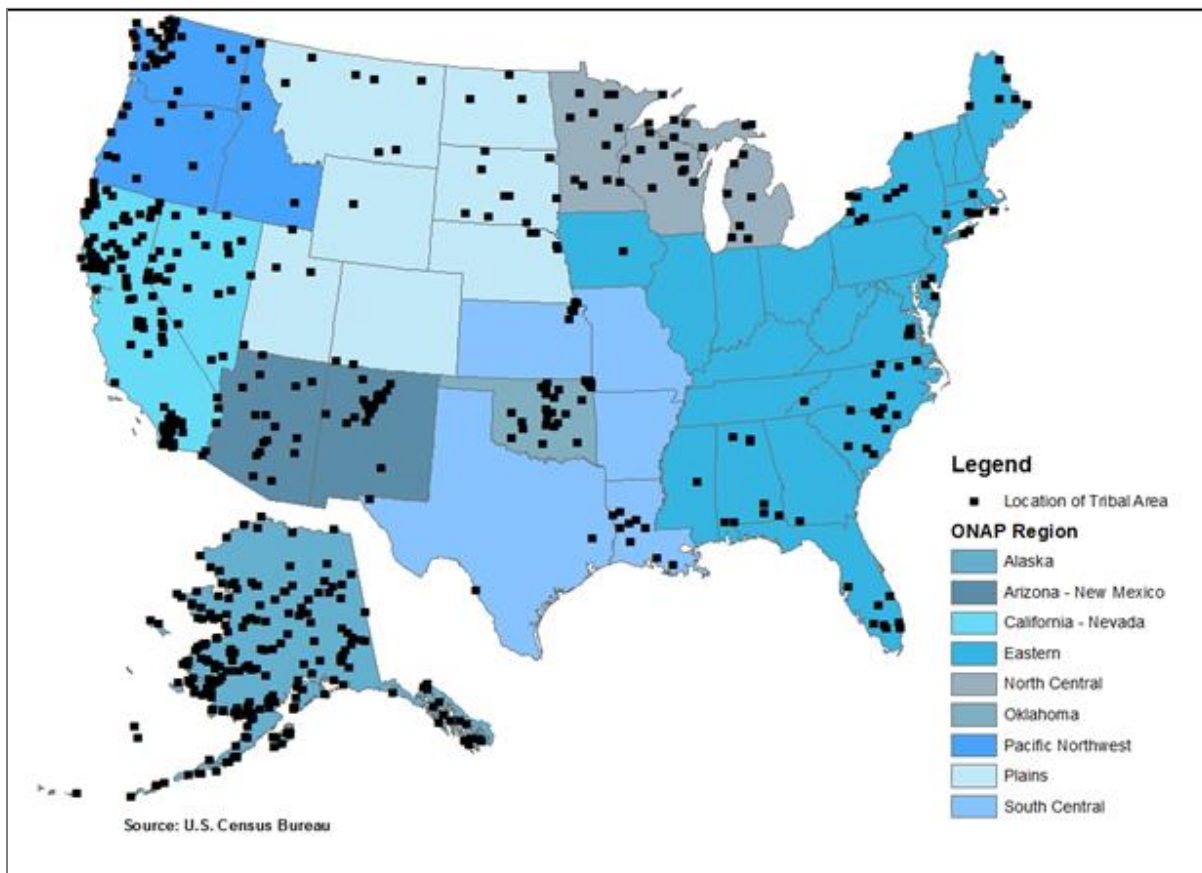 Legend
Location of Tribal Area
ONAP Region
Alaska
Arizona - New Mexico
California - Nevada
Eastern
North Central
Oklahoma
Pacific Northwest
Plains
South Central
Source: U.S. Census Bureau